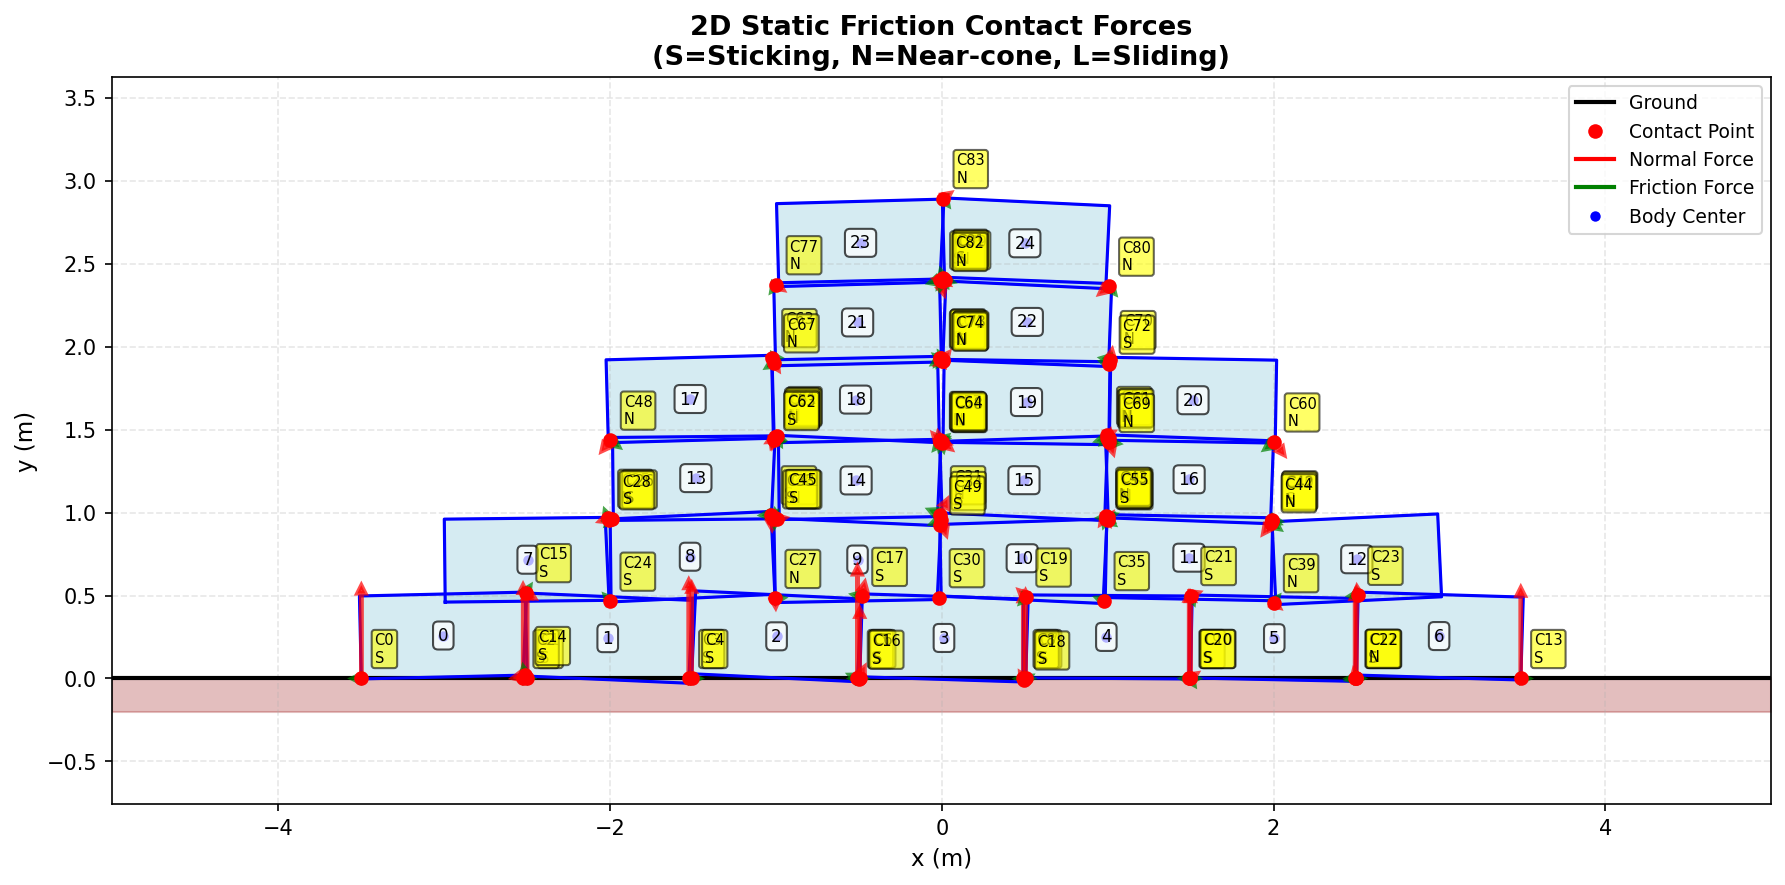 2D Static Friction Contact Forces
(S=Sticking, N=Near-cone, L=Sliding)
Ground
Contact Point
Normal Force
Friction Force
Body Center
y (m)
3.5
3.0
2.5
2.0
1.5
1.0
0.5
0.0
−0.5
C83
N
23
24
C77
N
C82
N
C80
N
21
22
C67
N
C74
N
C72
S
17
18
19
20
C48
N
C62
S
C64
N
C69
N
C60
N
13
14
15
16
C28
S
C45
S
C49
S
C55
S
C44
N
7
8
9
10
11
12
C15
S
C24
S
C27
N
C17
S
C30
S
C19
S
C35
S
C21
S
C39
N
C23
S
0
1
2
3
4
5
6
C0
S
C14
S
C4
S
C16
S
C18
S
C20
S
C22
C13
S
−4
−2
0
2
4
x (m)